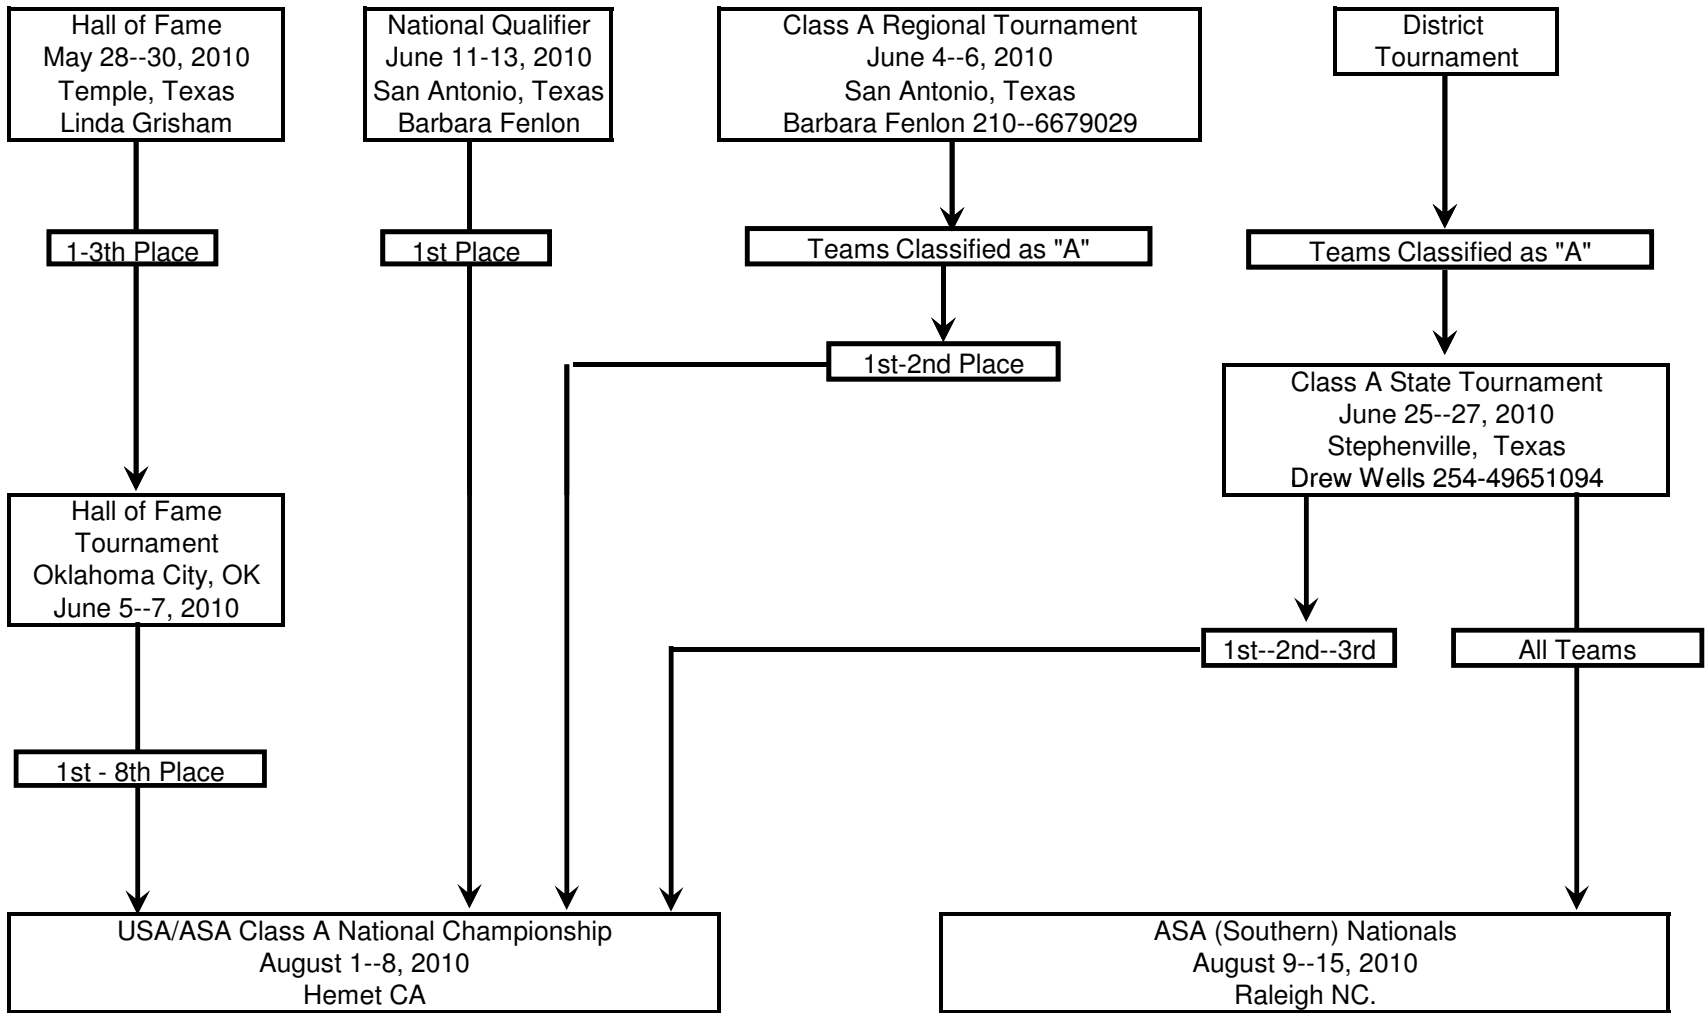 Hall of Fame
May 28--30, 2010
Temple, Texas
Linda Grisham
National Qualifier
June 11-13, 2010
San Antonio, Texas
Barbara Fenlon
Class A Regional Tournament
June 4--6, 2010
San Antonio, Texas
Barbara Fenlon 210--6679029
District
Tournament
1-3th Place
1st Place
Teams Classified as "A"
Teams Classified as "A"
1st-2nd Place
Class A State Tournament
June 25--27, 2010
Stephenville, Texas
Drew Wells 254-49651094
Hall of Fame
Tournament
Oklahoma City, OK
June 5--7, 2010
1st--2nd--3rd
All Teams
1st - 8th Place
USA/ASA Class A National Championship
August 1--8, 2010
Hemet CA
ASA (Southern) Nationals
August 9--15, 2010
Raleigh NC.